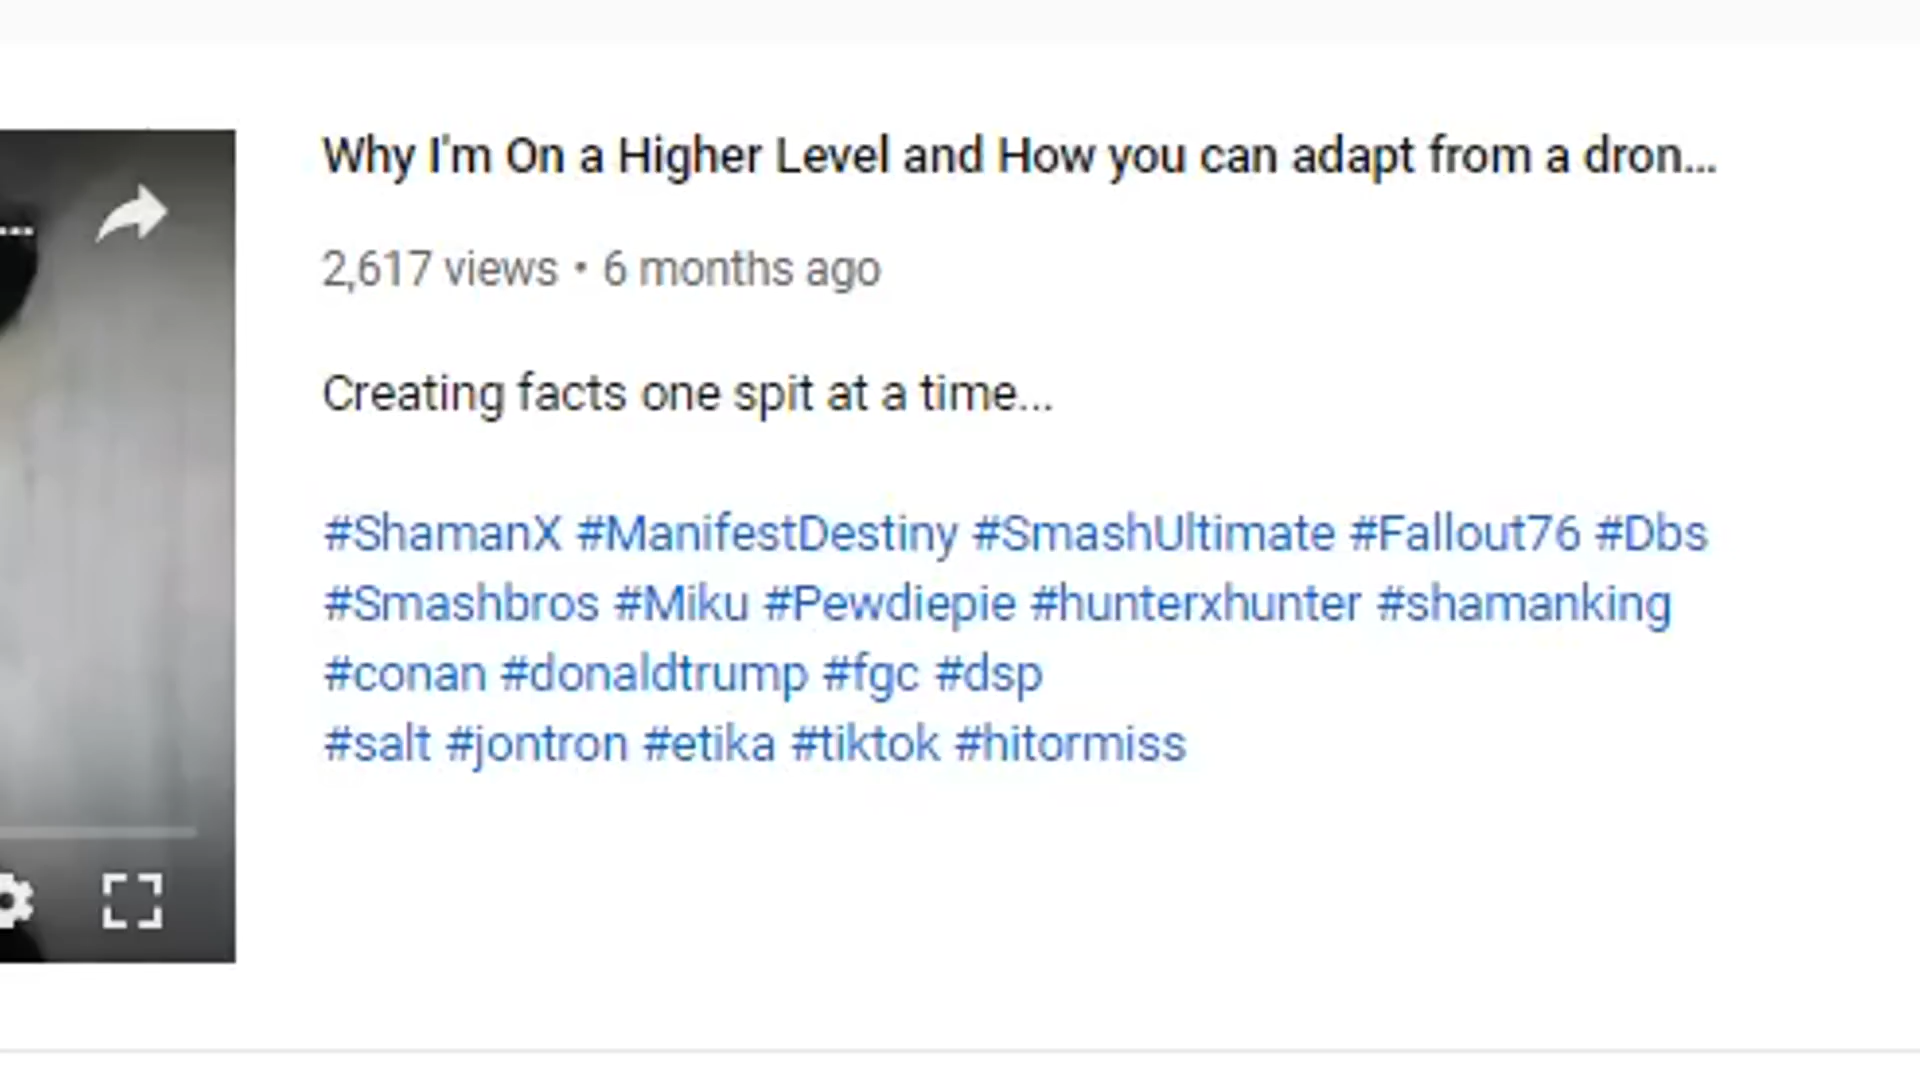 Why I'm On a Higher Level and How you can adapt from a dron...
2,617 views • 6 months ago
Creating facts one spit at a time...
#ShamanX #ManifestDestiny #SmashUltimate #Fallout76 #Dbs
#Smashbros #Miku #Pewdiepie #hunterxhunter #shamanking
#conan #donaldtrump #fgc #dsp
#salt #jontron #etika #tiktok #hitormiss